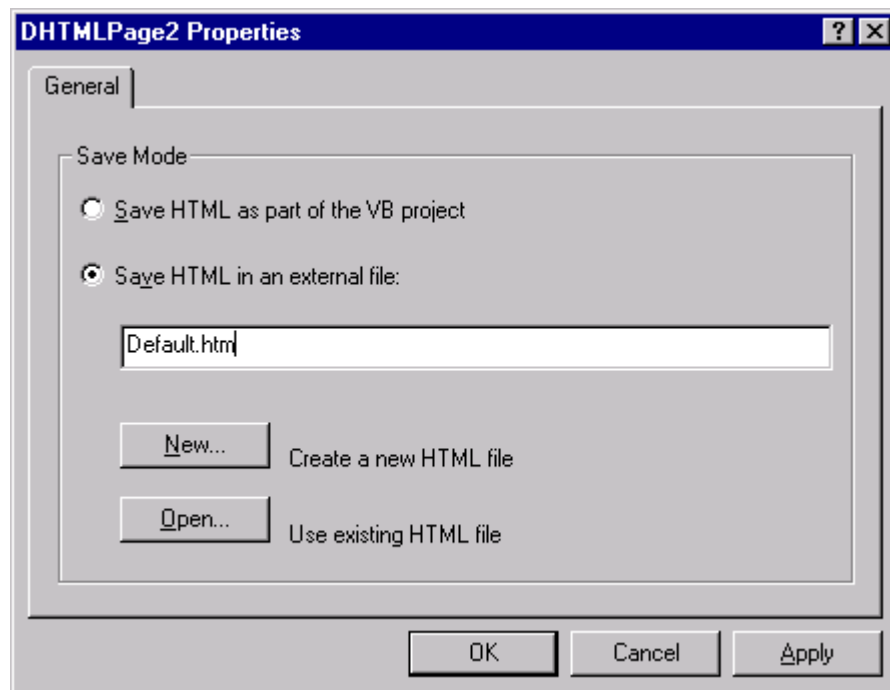 DHTMLPage2 Properties
General
Save Mode
Save HTML as part of the VB project
Save HTML in an external file:
Default.htm
New... Create a new HTML file
Open... Use existing HTML file
OK Cancel Apply